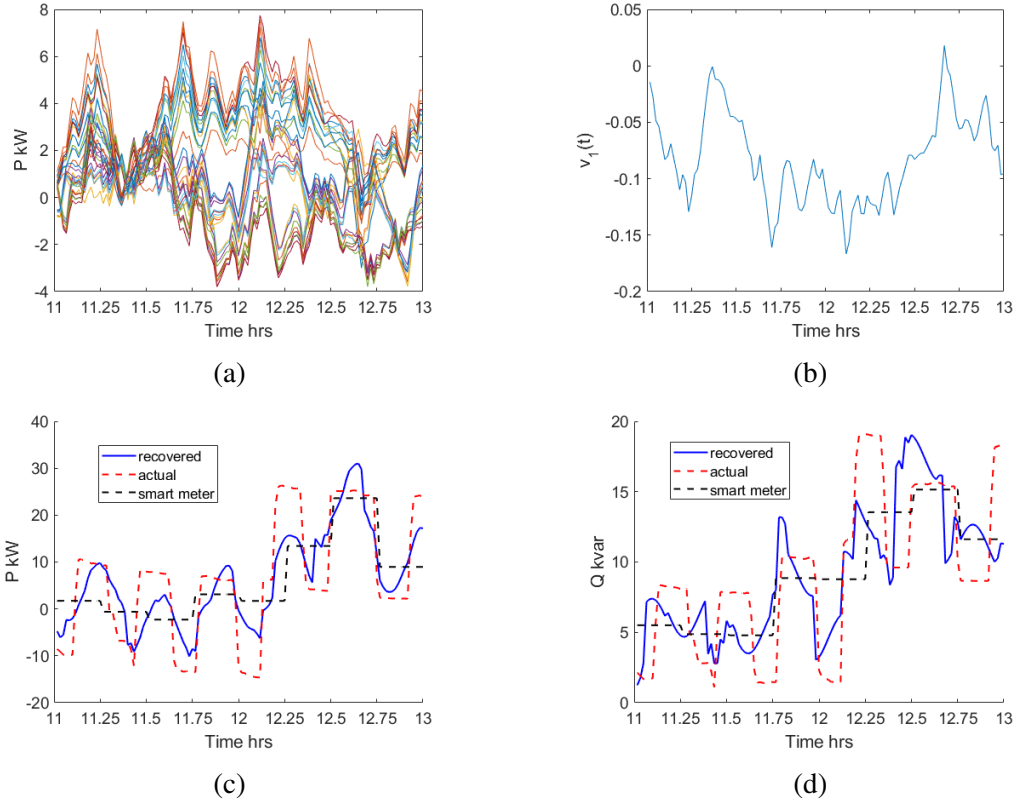 8
6
4
2
0
-2
-4
P kW
11 11.25 11.5 11.75 12 12.25 12.5 12.75 13
Time hrs
(a)
0.05
0
-0.05
-0.1
-0.15
-0.2
v1(t)
11 11.25 11.5 11.75 12 12.25 12.5 12.75 13
Time hrs
(b)
40
30
20
10
0
-10
-20
P kW
recovered
actual
smart meter
11 11.25 11.5 11.75 12 12.25 12.5 12.75 13
Time hrs
(c)
20
15
10
5
0
Q kvar
recovered
actual
smart meter
11 11.25 11.5 11.75 12 12.25 12.5 12.75 13
Time hrs
(d)